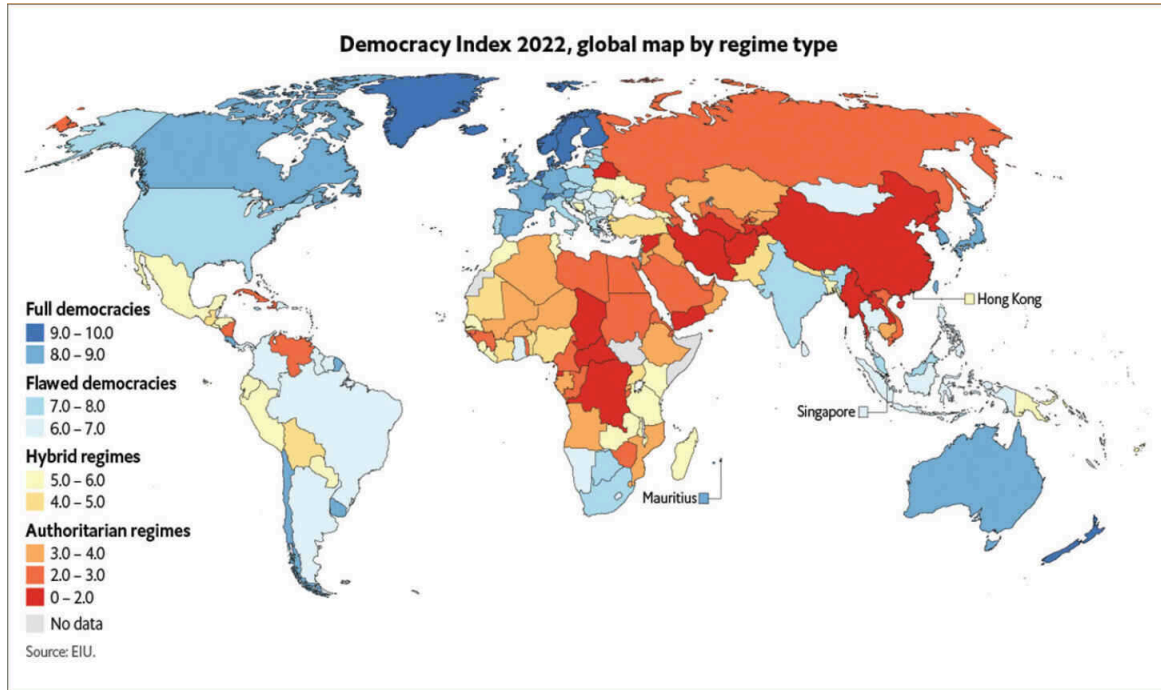 Democracy Index 2022, global map by regime type
Full democracies
9.0 – 10.0
8.0 – 9.0
Flawed democracies
7.0 – 8.0
6.0 – 7.0
Hybrid regimes
5.0 – 6.0
4.0 – 5.0
Authoritarian regimes
3.0 – 4.0
2.0 – 3.0
0 – 2.0
No data
Source: EIU.
Hong Kong
Singapore
Mauritius